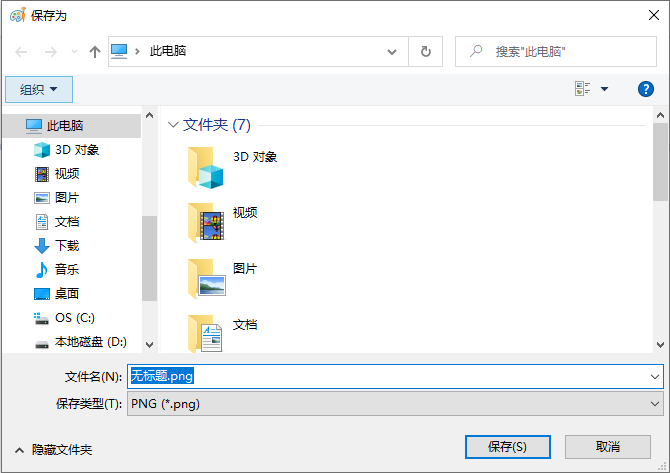 保存为
此电脑
搜索"此电脑"
组织
此电脑
3D 对象
视频
图片
文档
下载
音乐
桌面
OS (C:)
本地磁盘 (D:)
文件夹 (7)
3D 对象
视频
图片
文档
文件名(N): 无标题.png
保存类型(T): PNG (*.png)
隐藏文件夹
保存(S)
取消